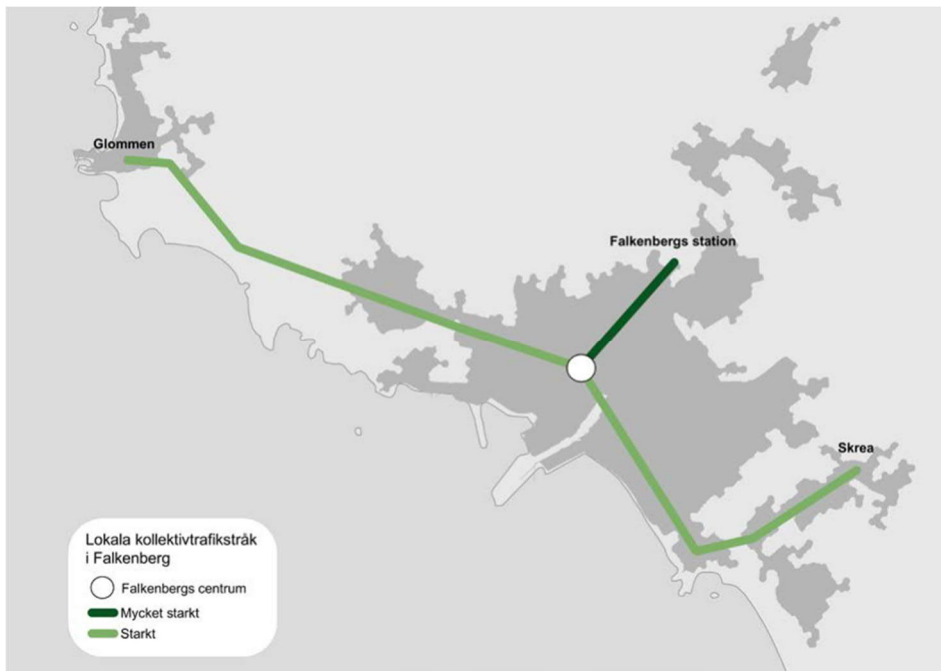 Glommen
Falkenbergs station
Skrea
Lokala kollektivtrafikstråk
i Falkenberg
Falkenbergs centrum
Mycket starkt
Starkt